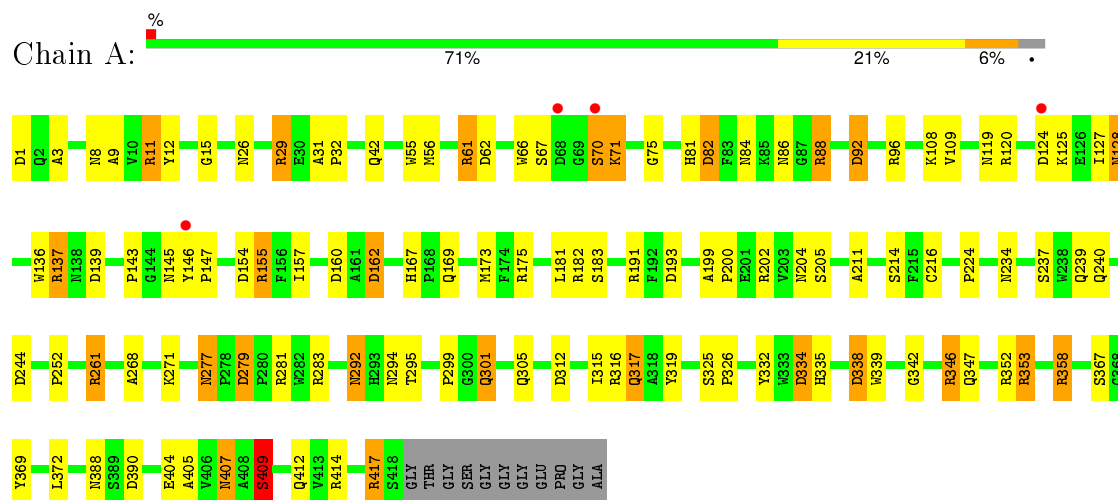 %
Chain A:
71% 21% 6% •
D1 Q2 A3 N8 A9 V10 R11 Y12 G15 N26 R29 E30 A31 P32 Q42 W55 M56 R61 D62 W66 S67 D68 G69 S70 K71 G75 H81 D82 F83 N84 K85 N86 G87 R88 D92 R96 K108 V109 N119 R120 D124 K125 E126 I127
W136 R137 N138 D139 P143 G144 N145 Y146 P147 D154 R155 F156 I157 D160 A161 D162 H167 P168 Q169 M173 F174 R175 L181 R182 S183 R191 F192 D193 A199 P200 E201 R202 V203 N204 S205 A211 S214 F215 C216 P224 N234 S237 W238 Q239 Q240
D244 P252 R261 A268 K271 N277 P278 D279 P280 R281 W282 R283 N292 H293 N294 T295 P299 G300 Q301 Q305 D312 I315 R316 Q317 A318 Y319 S325 P326 Y332 W333 D334 H335 D338 W339 G342 R346 Q347 R352 R353 R358 S367 G368
Y369 L372 N388 S389 D390 E404 A405 V406 N407 A408 S409 Q412 V413 R414 R417 S418 GLY THR GLY GLY SER GLY GLY GLY GLU PRO GLY ALA